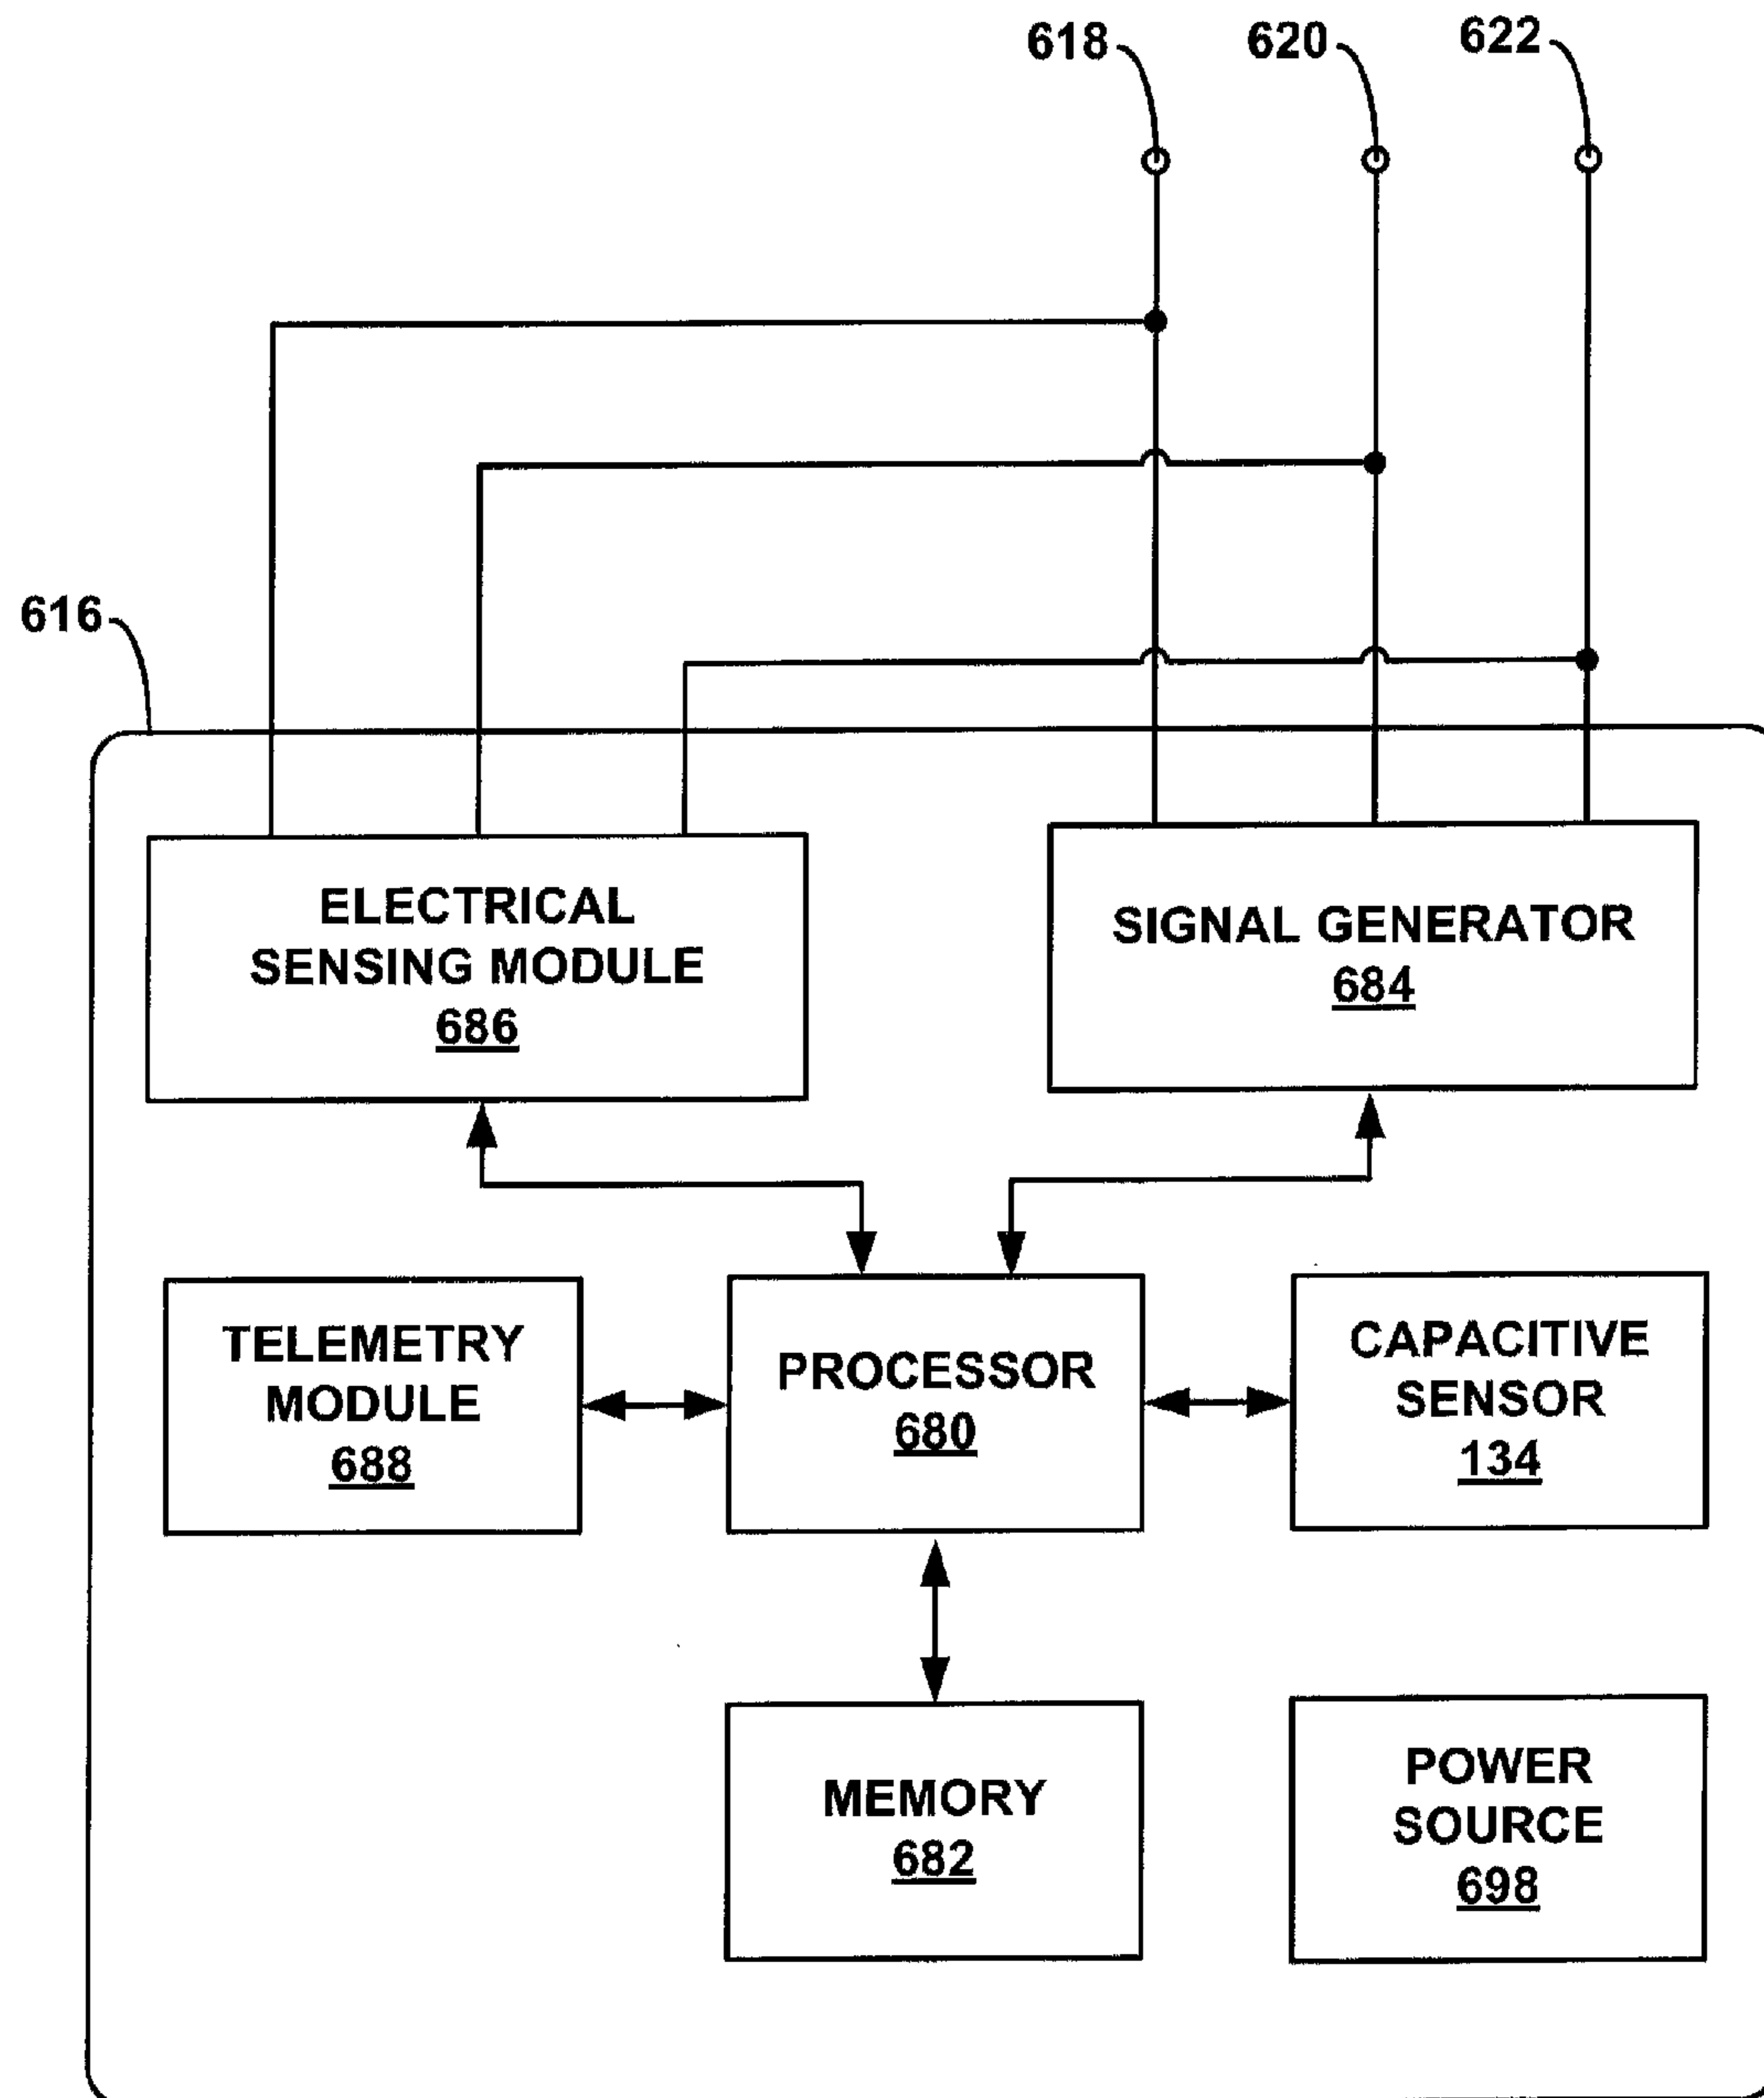 618
620
622
616
ELECTRICAL
SENSING MODULE
686
SIGNAL GENERATOR
684
TELEMETRY
MODULE
688
PROCESSOR
680
CAPACITIVE
SENSOR
134
MEMORY
682
POWER
SOURCE
698